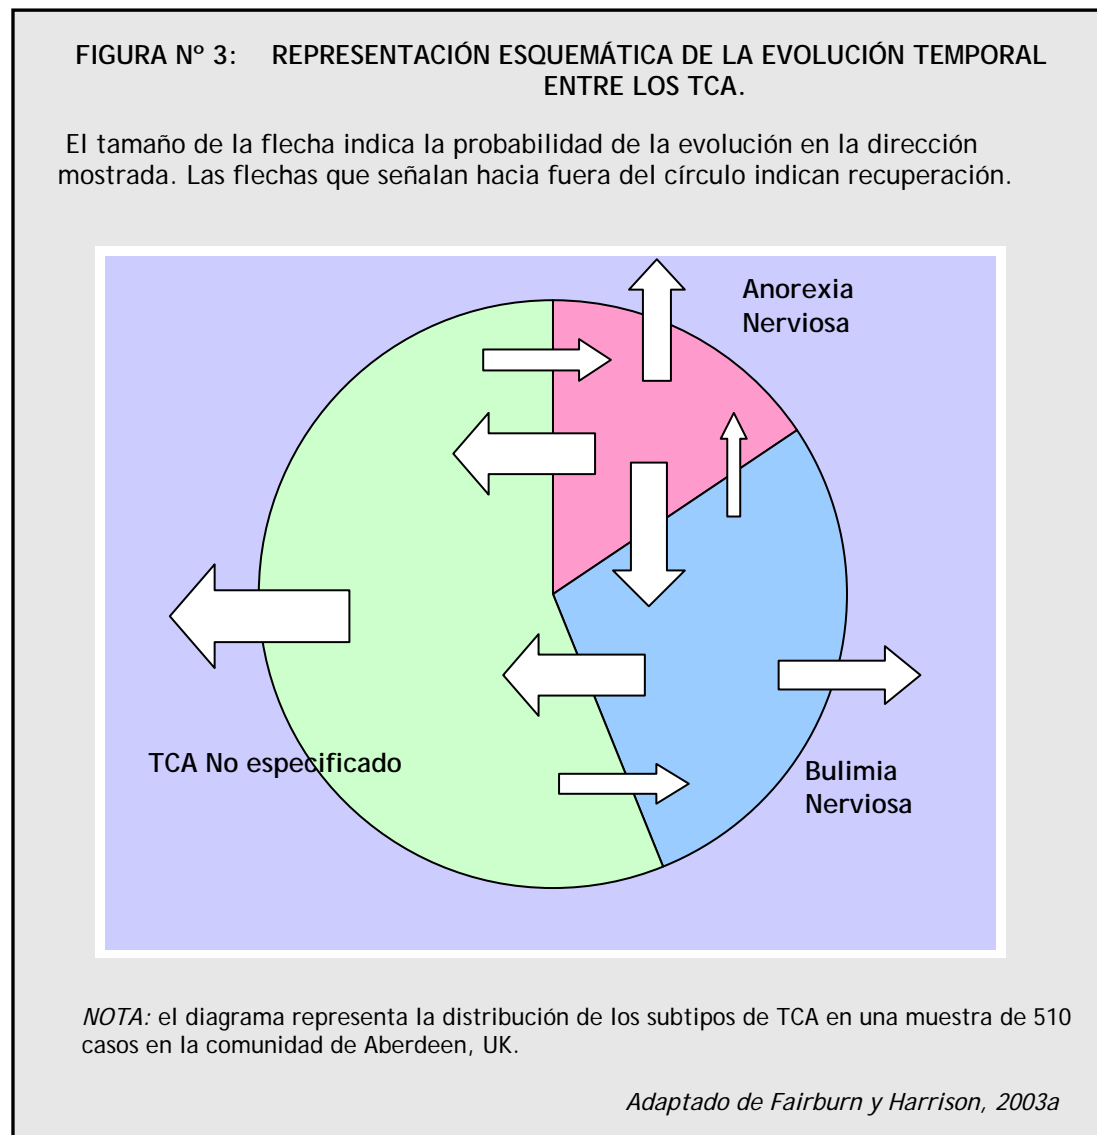 FIGURA Nº 3: REPRESENTACIÓN ESQUEMÁTICA DE LA EVOLUCIÓN TEMPORAL
ENTRE LOS TCA.
El tamaño de la flecha indica la probabilidad de la evolución en la dirección
mostrada. Las flechas que señalan hacia fuera del círculo indican recuperación.
Anorexia
Nerviosa
TCA No especificado
Bulimia
Nerviosa
NOTA: el diagrama representa la distribución de los subtipos de TCA en una muestra de 510
casos en la comunidad de Aberdeen, UK.
Adaptado de Fairburn y Harrison, 2003a